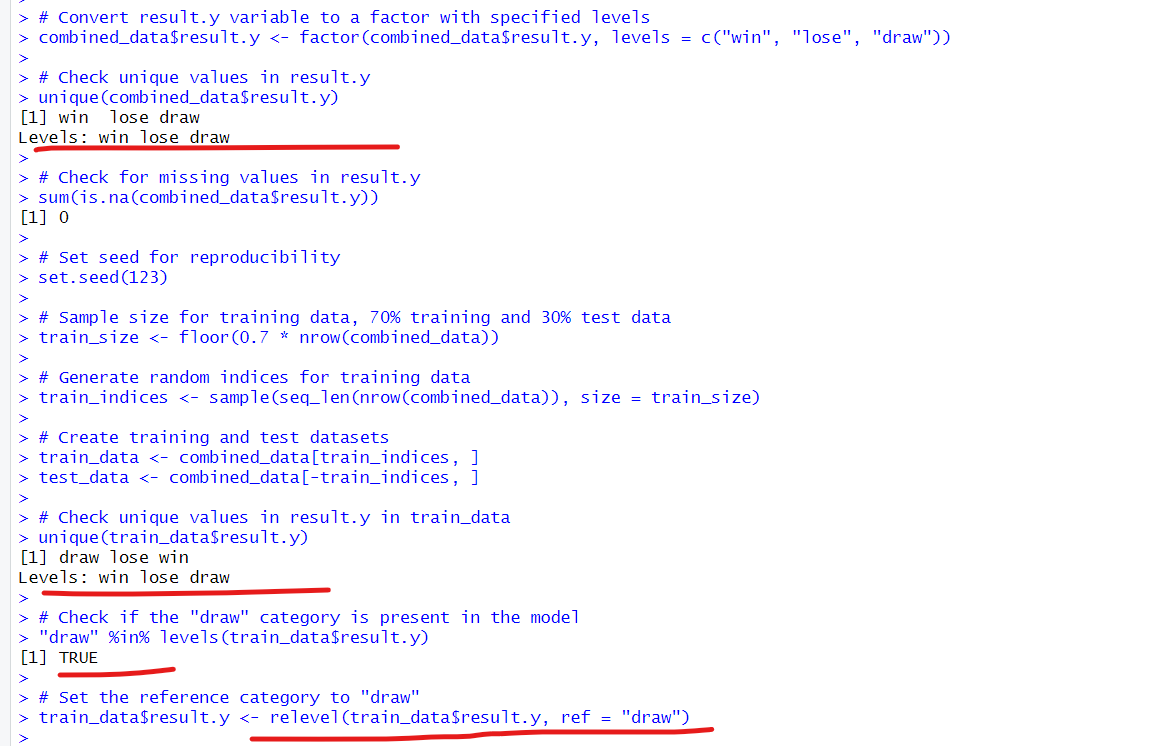 >
> # Convert result.y variable to a factor with specified levels
> combined_data$result.y <- factor(combined_data$result.y, levels = c("win", "lose", "draw"))
>
> # Check unique values in result.y
> unique(combined_data$result.y)
[1] win  lose draw
Levels: win lose draw
>
> # Check for missing values in result.y
> sum(is.na(combined_data$result.y))
[1] 0
>
> # Set seed for reproducibility
> set.seed(123)
>
> # Sample size for training data, 70% training and 30% test data
> train_size <- floor(0.7 * nrow(combined_data))
>
> # Generate random indices for training data
> train_indices <- sample(seq_len(nrow(combined_data)), size = train_size)
>
> # Create training and test datasets
> train_data <- combined_data[train_indices, ]
> test_data <- combined_data[-train_indices, ]
>
> # Check unique values in result.y in train_data
> unique(train_data$result.y)
[1] draw lose win
Levels: win lose draw
>
> # Check if the "draw" category is present in the model
> "draw" %in% levels(train_data$result.y)
[1] TRUE
>
> # Set the reference category to "draw"
> train_data$result.y <- relevel(train_data$result.y, ref = "draw")
>